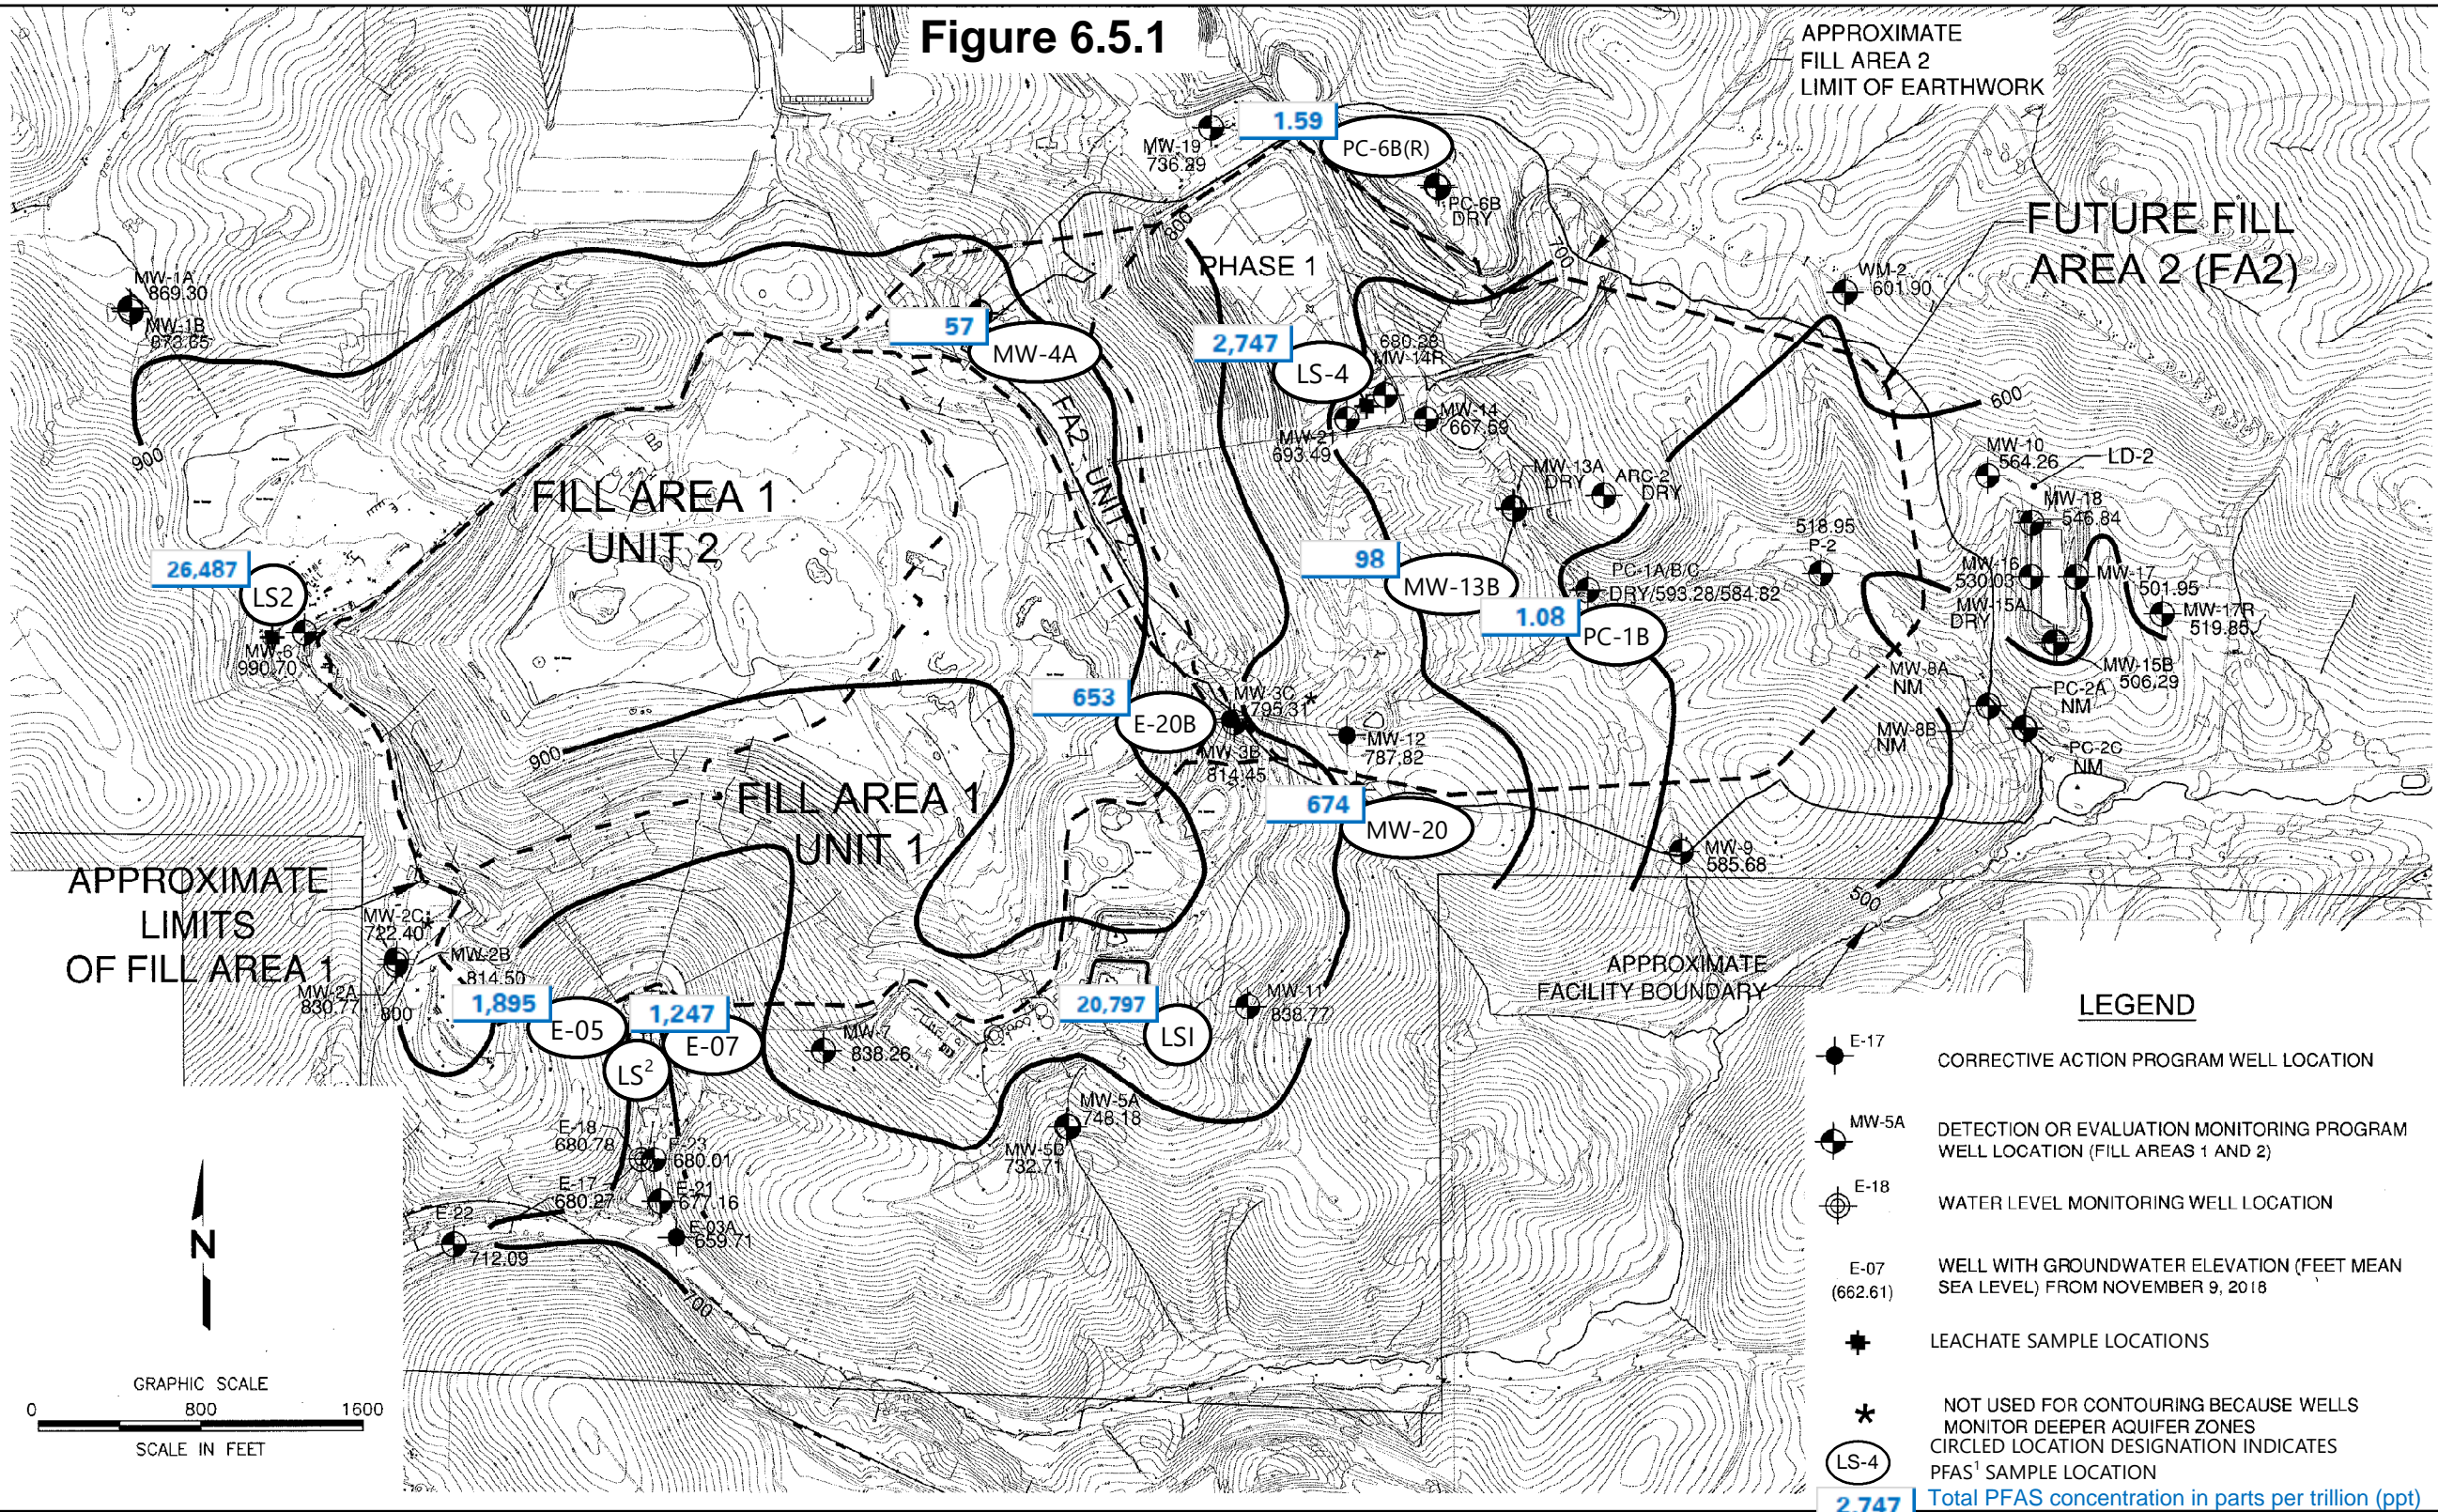 Figure 6.5.1
APPROXIMATE
FILL AREA 2
LIMIT OF EARTHWORK
1.59
PC-6B(R)
MW-19
736.29
PC-6B
DRY
800
700
FUTURE FILL
AREA 2 (FA2)
PHASE 1
WM-2
601.90
MW-1A
869.30
MW-1B
873.65
57
MW-4A
2,747
LS-4
680.28
MW-14R
MW-14
667.59
MW-21
693.49
600
900
FA2 - UNIT 2
MW-10
564.26
LD-2
MW-13A
DRY
ARC-2
DRY
MW-18
546.84
FILL AREA 1
UNIT 2
518.95
P-2
26,487
LS2
98
MW-13B
PC-1A/B/C
DRY/593.28/584.82
1.08
PC-1B
MW-16
530.03
MW-17
501.95
MW-15A
DRY
MW-17R
519.85
MW-6
990.70
MW-8A
NM
MW-15B
506.29
PC-2A
NM
653
E-20B
MW-3C *
795.31
MW-12
787.82
MW-3B
814.45
MW-8B
NM
PC-2C
NM
900
FILL AREA 1
UNIT 1
674
MW-20
MW-9
585.68
500
APPROXIMATE
LIMITS
OF FILL AREA 1
MW-2C *
722.40
MW-2B
814.50
MW-2A
830.77
800
1,895
E-05
1,247
E-07
LS²
20,797
LSI
MW-11
838.77
MW-7
838.26
APPROXIMATE
FACILITY BOUNDARY
MW-5A
748.18
MW-5B
732.71
E-18
680.78
E-23
680.01
E-17
680.27
E-21
677.16
E-22
712.09
E-03A
659.71
700
N
GRAPHIC SCALE
0 800 1600
SCALE IN FEET
LEGEND
E-17 CORRECTIVE ACTION PROGRAM WELL LOCATION
MW-5A DETECTION OR EVALUATION MONITORING PROGRAM
WELL LOCATION (FILL AREAS 1 AND 2)
E-18 WATER LEVEL MONITORING WELL LOCATION
E-07 WELL WITH GROUNDWATER ELEVATION (FEET MEAN
(662.61) SEA LEVEL) FROM NOVEMBER 9, 2018
LEACHATE SAMPLE LOCATIONS
* NOT USED FOR CONTOURING BECAUSE WELLS
MONITOR DEEPER AQUIFER ZONES
LS-4 CIRCLED LOCATION DESIGNATION INDICATES
PFAS¹ SAMPLE LOCATION
2,747 Total PFAS concentration in parts per trillion (ppt)